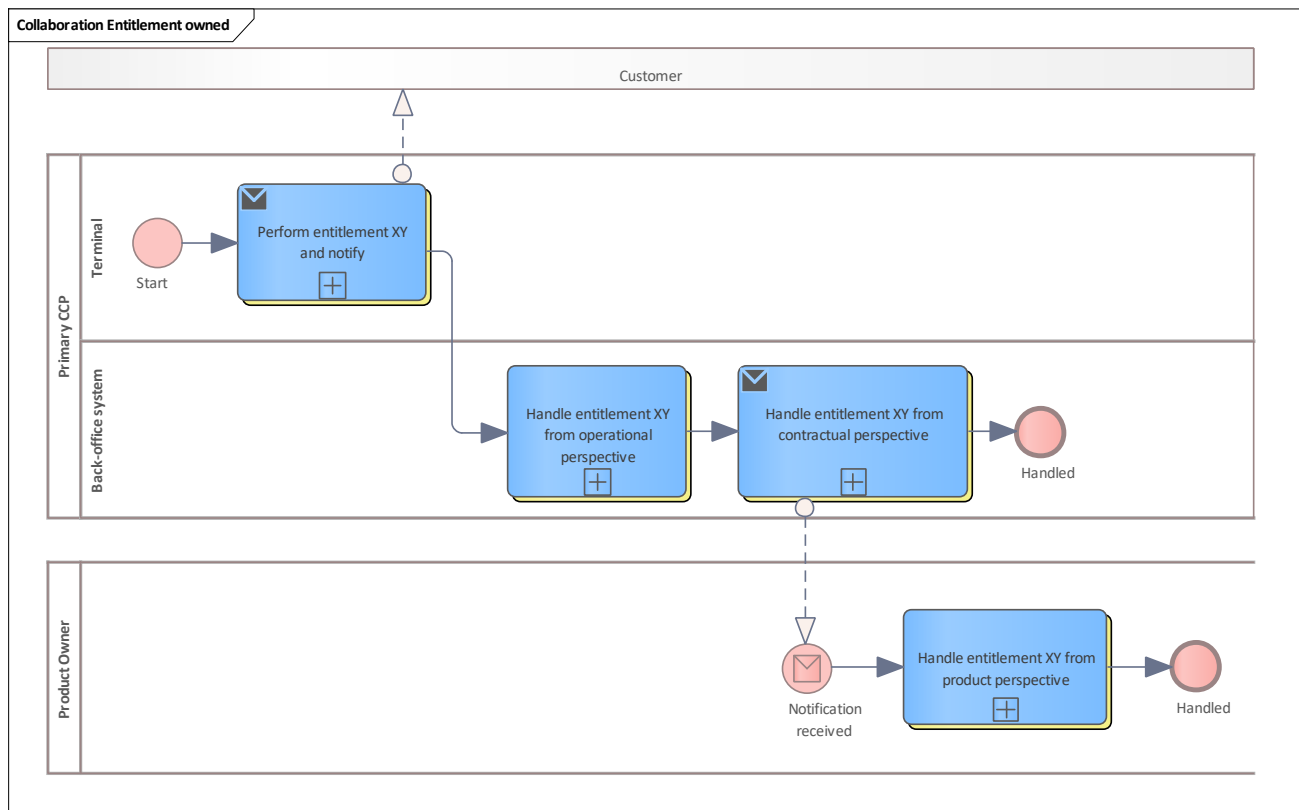 Collaboration Entitlement owned
Customer
Primary CCP
Terminal
Start
Perform entitlement XY
and notify
Back-office system
Handle entitlement XY
from operational
perspective
Handle entitlement XY from
contractual perspective
Handled
Product Owner
Notification
received
Handle entitlement XY from
product perspective
Handled